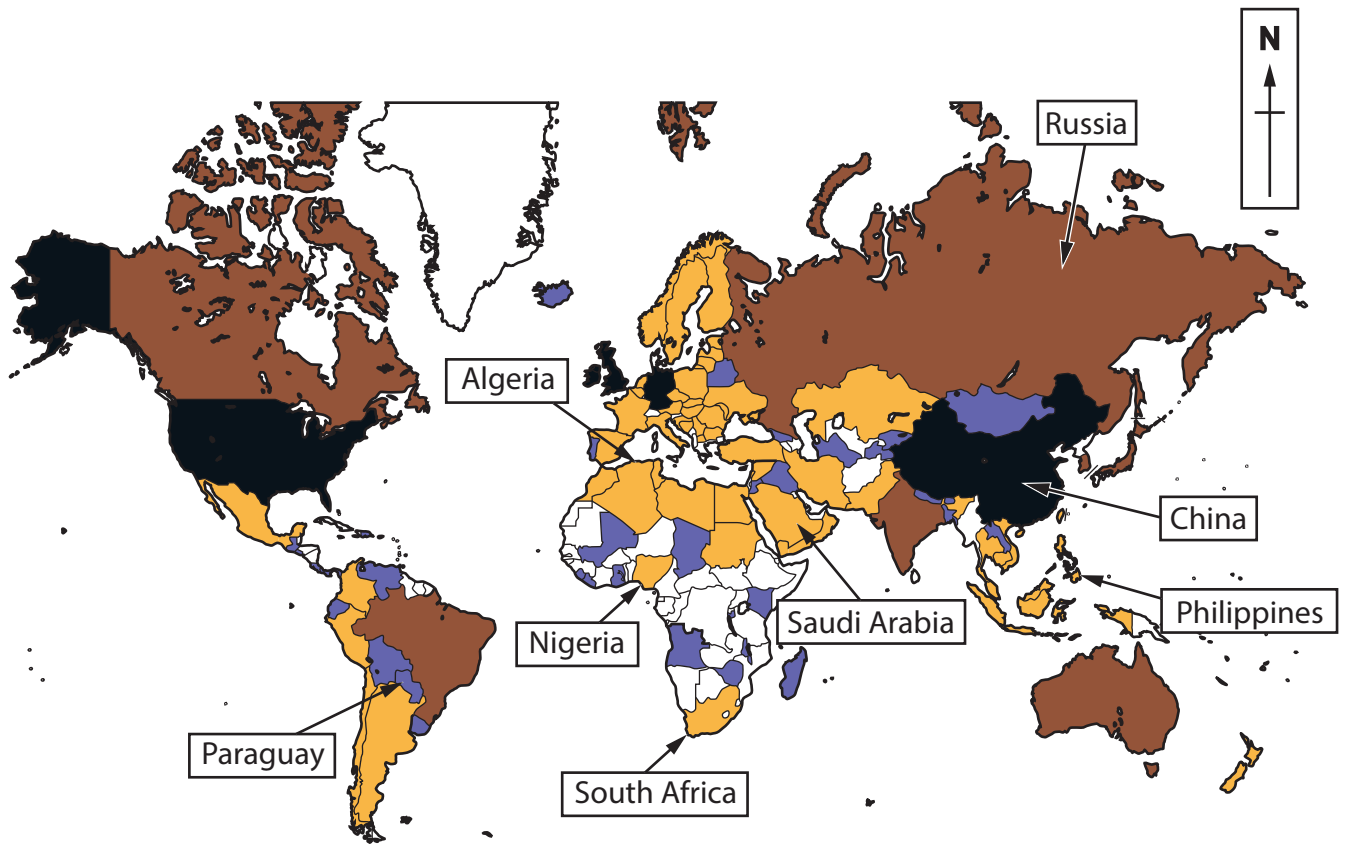 N
Russia
Algeria
China
Philippines
Saudi Arabia
Nigeria
Paraguay
South Africa